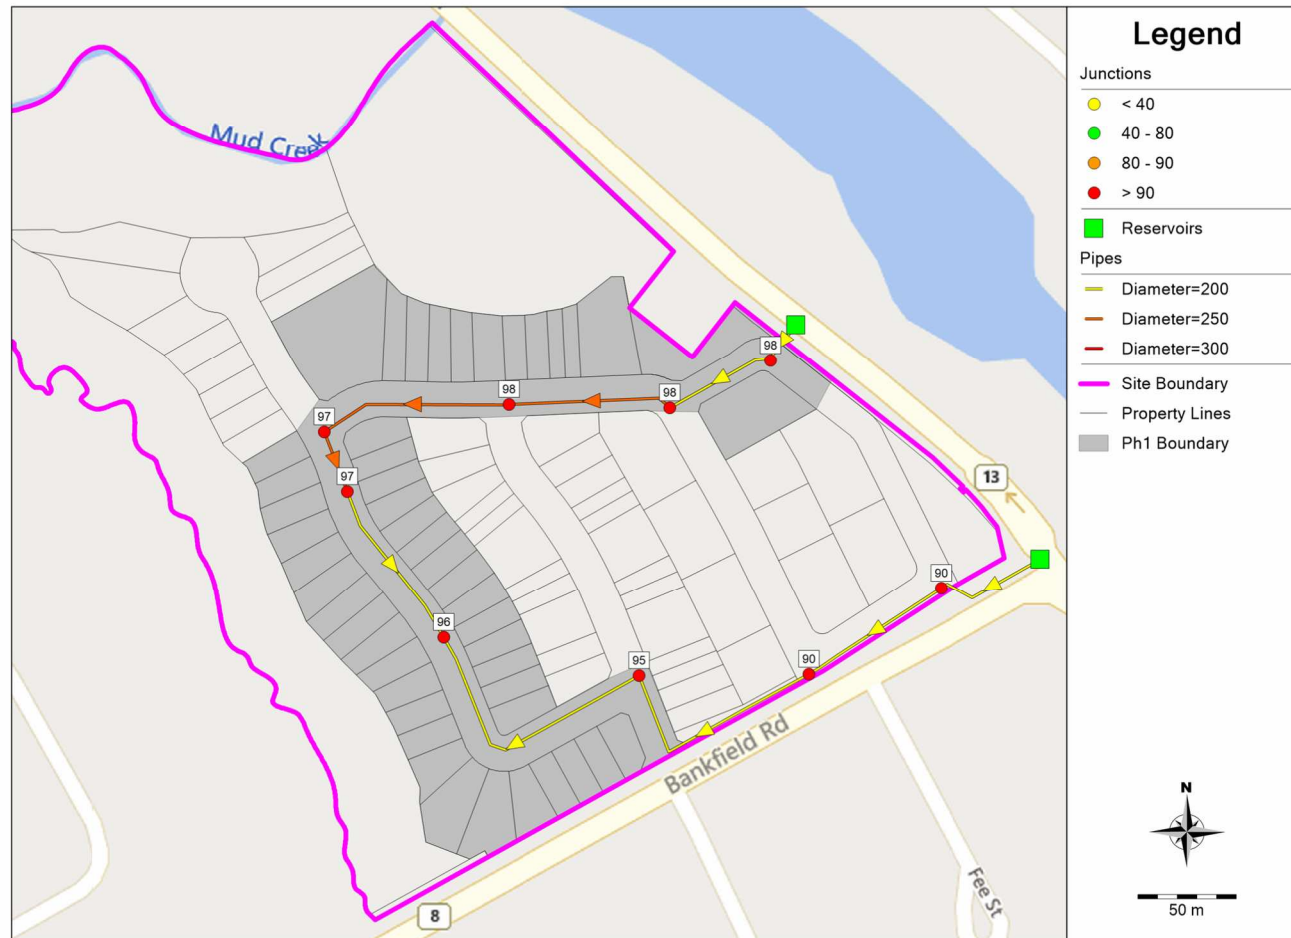 Legend
Junctions
< 40
40 - 80
80 - 90
> 90
Reservoirs
Pipes
Diameter=200
Diameter=250
Diameter=300
Site Boundary
Property Lines
Ph1 Boundary
Mud Creek
98
98
98
97
97
96
95
90
90
13
Bankfield Rd
8
Fee St
N
50 m